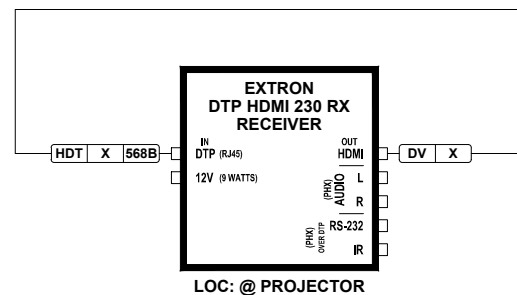 EXTRON
DTP HDMI 230 RX
RECEIVER
IN
OUT
HDT X 568B DTP (RJ45) HDMI DV X
12V (9 WATTS)
(PHX)
AUDIO
L
R
(PHX)
OVER DTP
RS-232
IR
LOC: @ PROJECTOR